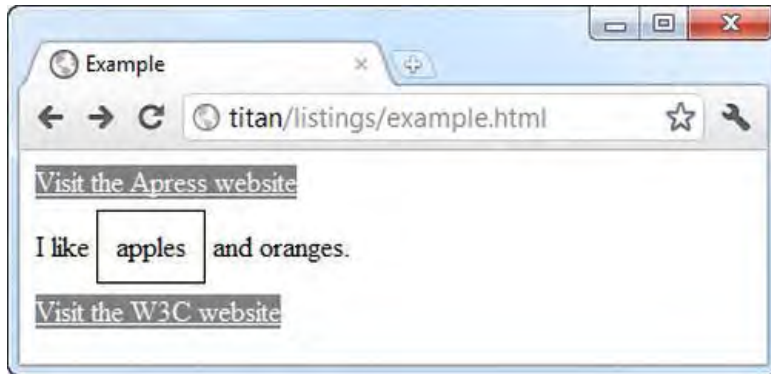 Example
titan/listings/example.html
Visit the Apress website
I like apples and oranges.
Visit the W3C website